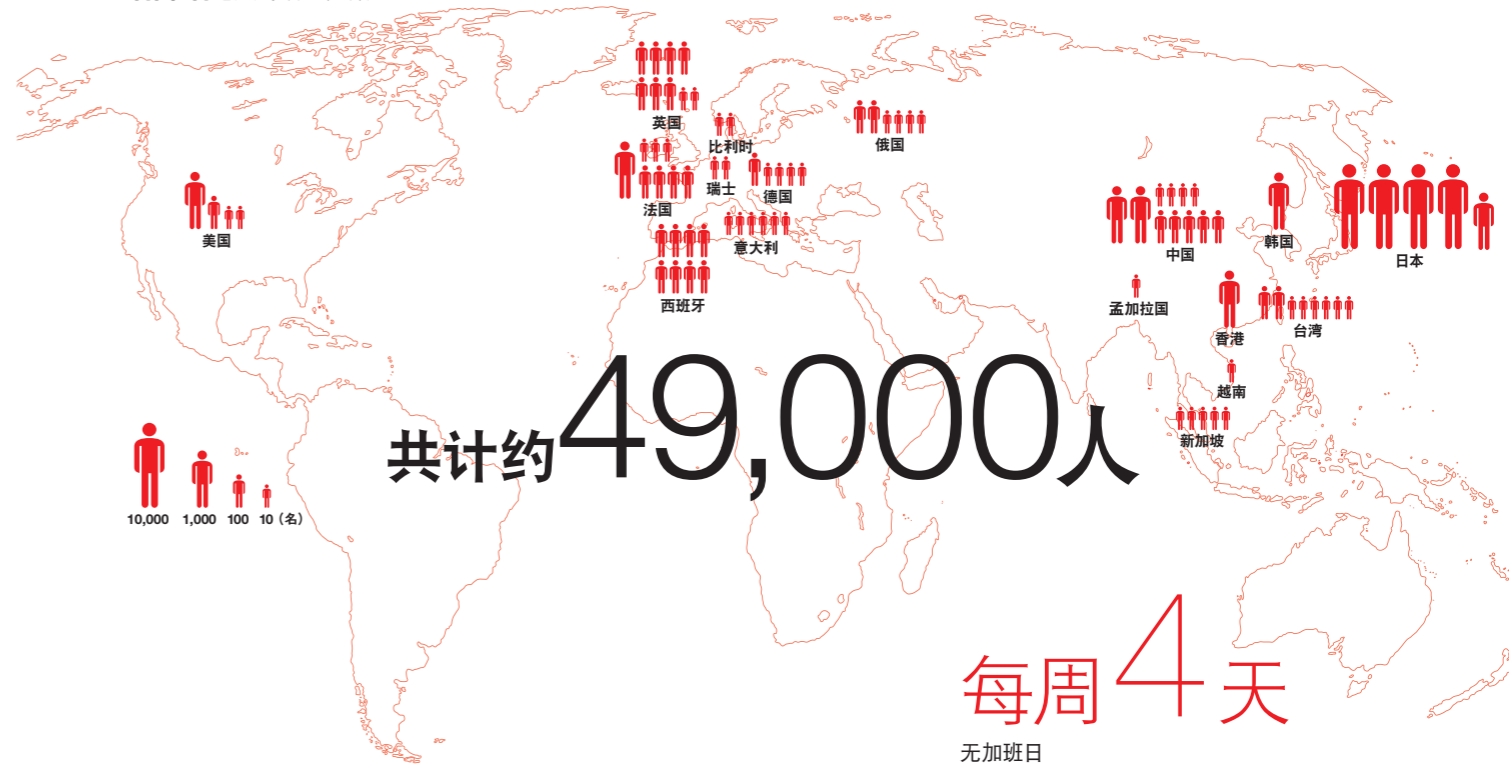 英国
比利时
俄国
瑞士
德国
法国
美国
意大利
中国
韩国
日本
西班牙
孟加拉国
香港
台湾
越南
新加坡
共计约49,000人
10,000 1,000 100 10（名）
每周4天
无加班日